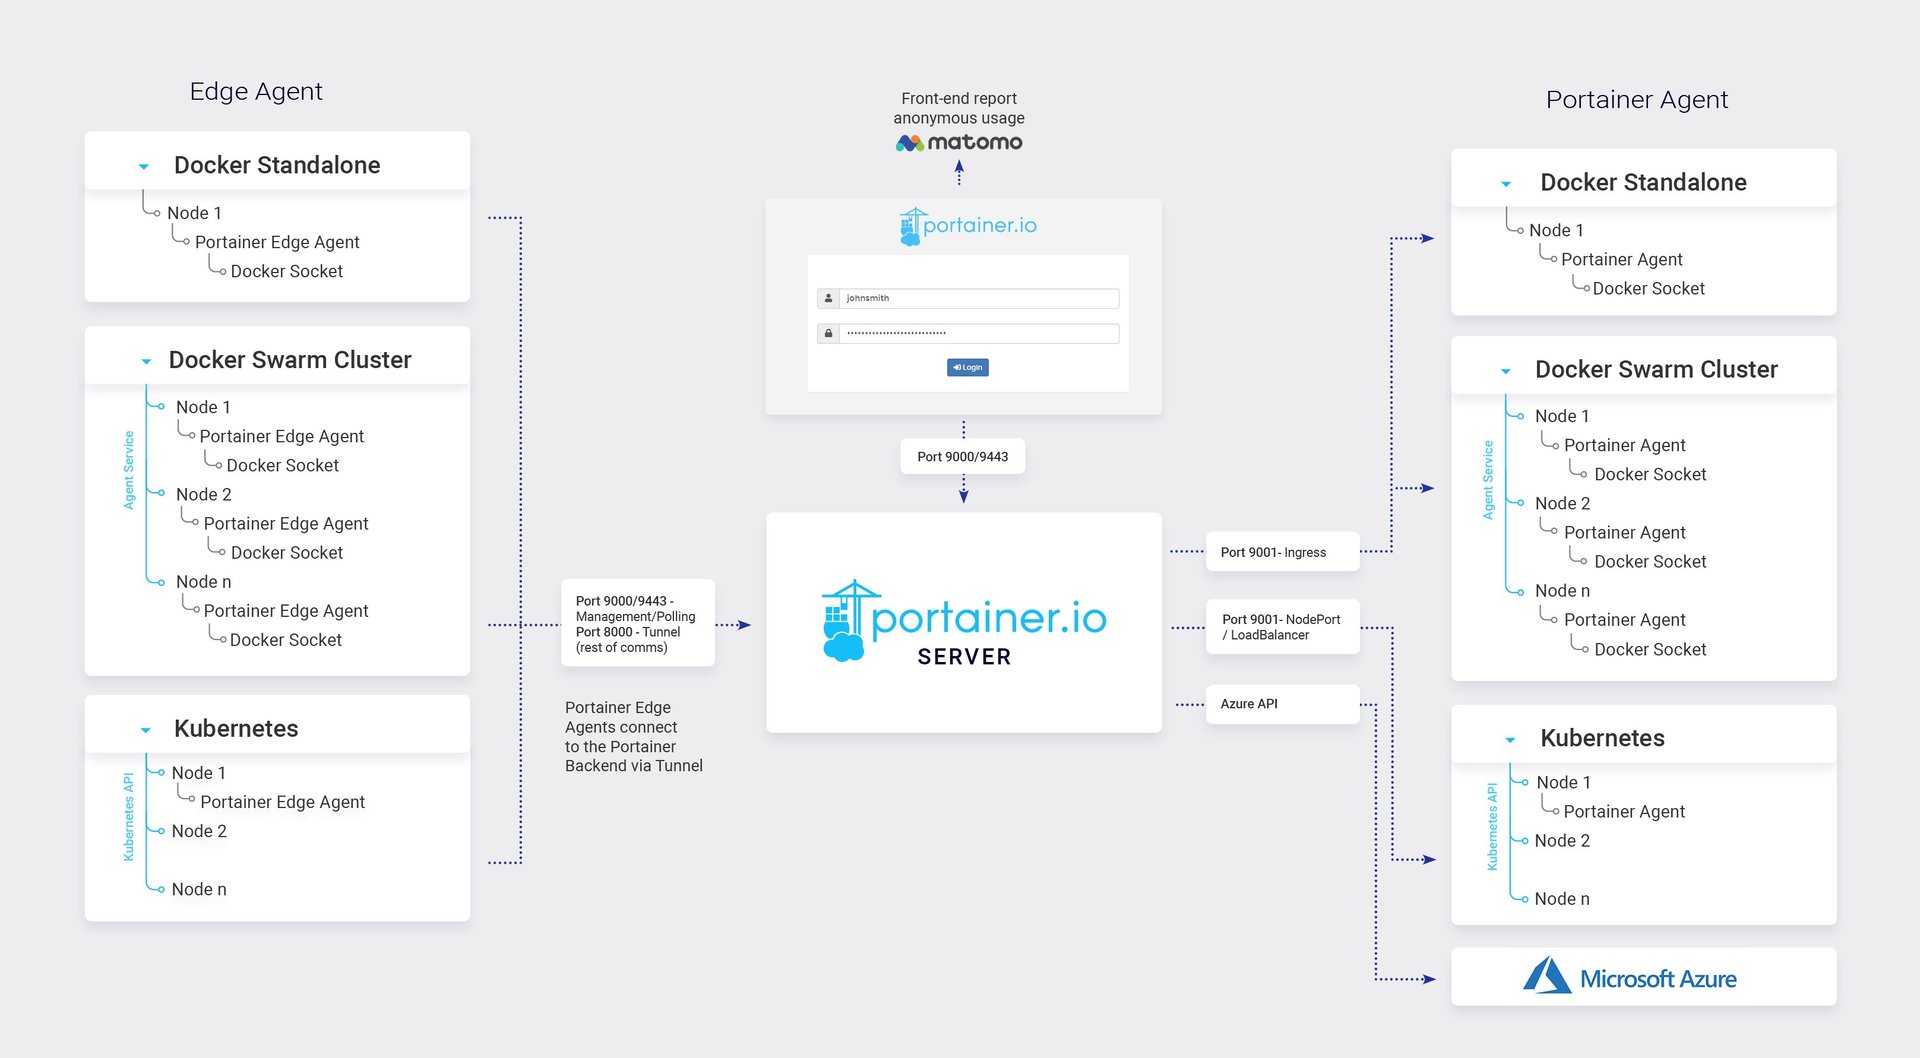 Edge Agent
Docker Standalone
Node 1
Portainer Edge Agent
Docker Socket
Docker Swarm Cluster
Agent Service
Node 1
Portainer Edge Agent
Docker Socket
Node 2
Portainer Edge Agent
Docker Socket
Node n
Portainer Edge Agent
Docker Socket
Kubernetes
Kubernetes API
Node 1
Portainer Edge Agent
Node 2
Node n
Port 9000/9443 -
Management/Polling
Port 8000 - Tunnel
(rest of comms)
Portainer Edge
Agents connect
to the Portainer
Backend via Tunnel
Front-end report
anonymous usage
matomo
portainer.io
johnsmith
Login
Port 9000/9443
portainer.io
SERVER
Port 9001- Ingress
Port 9001- NodePort
/ LoadBalancer
Azure API
Portainer Agent
Docker Standalone
Node 1
Portainer Agent
Docker Socket
Docker Swarm Cluster
Agent Service
Node 1
Portainer Agent
Docker Socket
Node 2
Portainer Agent
Docker Socket
Node n
Portainer Agent
Docker Socket
Kubernetes
Kubernetes API
Node 1
Portainer Agent
Node 2
Node n
Microsoft Azure